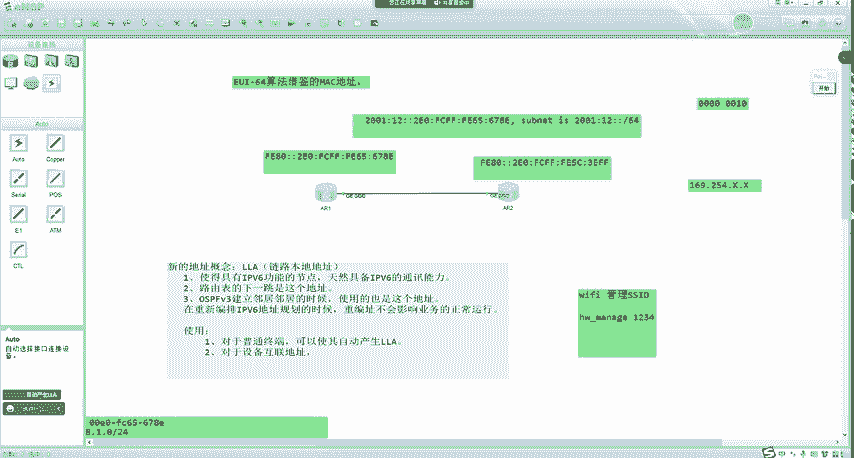 EUI-64算法借鉴的MAC地址。
0000 0010
2001:12::2E0:FCFF:FE65:678E, subnet is 2001:12::/64
FE80::2E0:FCFF:FE65:678E
FE80::2E0:FCFF:FE5C:3EFF
169.254.X.X
AR1
AR2
Auto
Auto
Copper
Serial
POS
E1
ATM
CTL
新的地址概念：LLA（链路本地地址）
1、使得具有IPV6功能的节点，天然具备IPV6的通讯能力。
2、路由表的下一跳是这个地址。
3、OSPFv3建立邻居邻居的时候，使用的也是这个地址。
在重新编排IPV6地址规划的时候，重编址不会影响业务的正常运行。
使用：
1、对于普通终端，可以使其自动产生LLA。
2、对于设备互联地址，
wifi 管理SSID
hw_manage 1234
Auto
自动选择接口连接设备。
00e0-fc65-678e
8.1.0/24